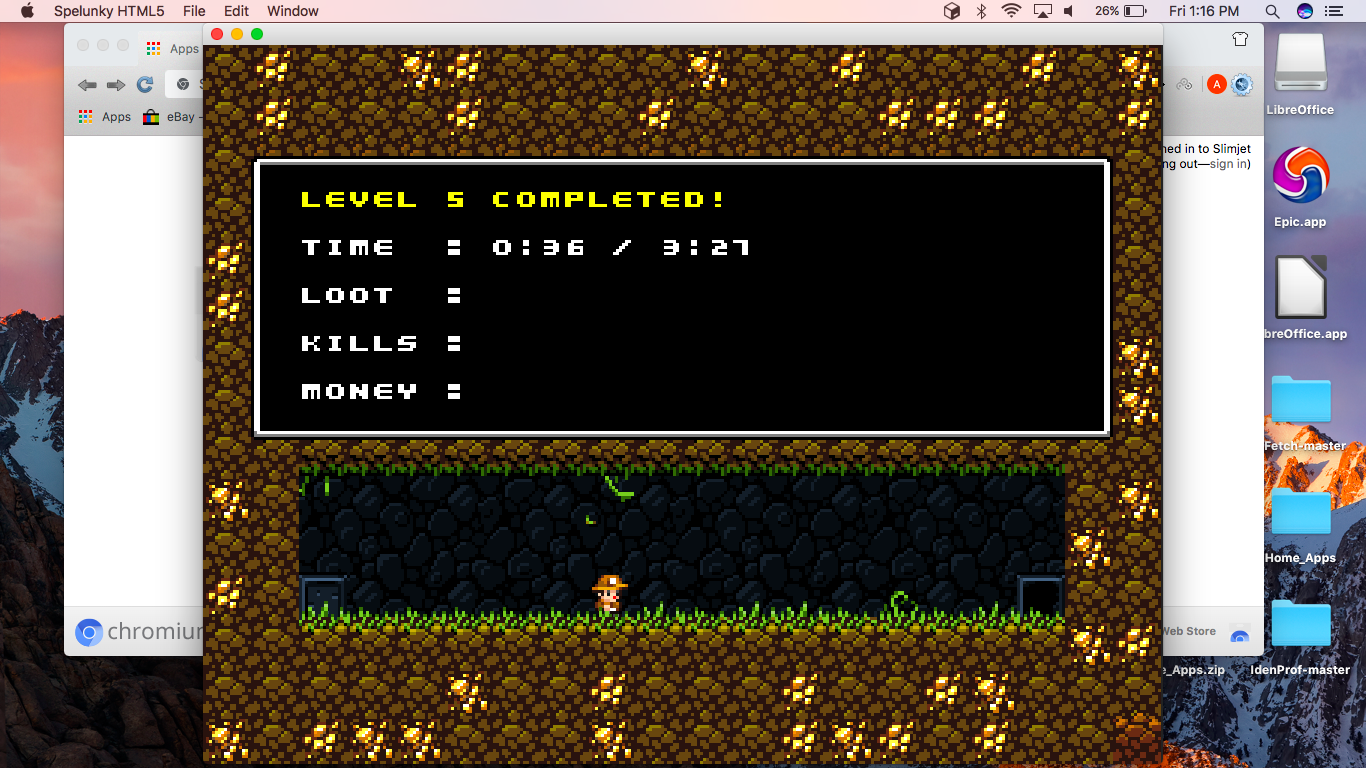 Spelunky HTML5 File Edit Window 26% Fri 1:16 PM
Apps
A
Apps eBay -
ned in to Slimjet
ng out—sign in)
LEVEL 5 COMPLETED!
TIME : 0:36 / 3:27
LOOT :
KILLS :
MONEY :
chromium
Web Store
LibreOffice
Epic.app
breOffice.app
Fetch-master
Home_Apps
e_Apps.zip
IdenProf-master